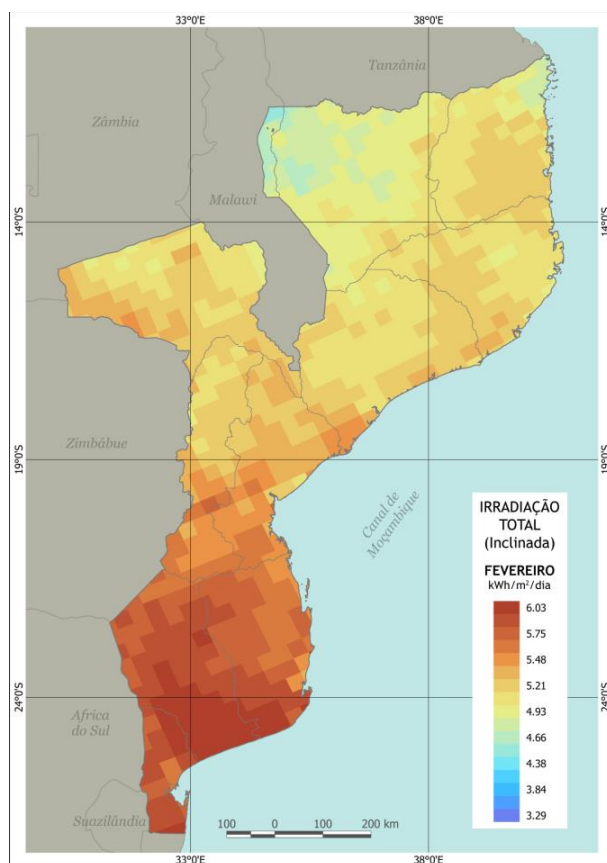 33°0'E 38°0'E
Tanzânia
Zâmbia
Malawi
14°S 14°0'S
Zimbábue
19°0'S 19°0'S
Canal de
Moçambique
IRRADIAÇÃO
TOTAL
(Inclinada)
FEVEREIRO
kWh/m²/dia
6.03
5.75
5.48
5.21
4.93
4.66
4.38
3.84
3.29
24°0'S 24°0'S
Africa
do Sul
Suazilândia
100 0 100 200 km
33°0'E 38°0'E